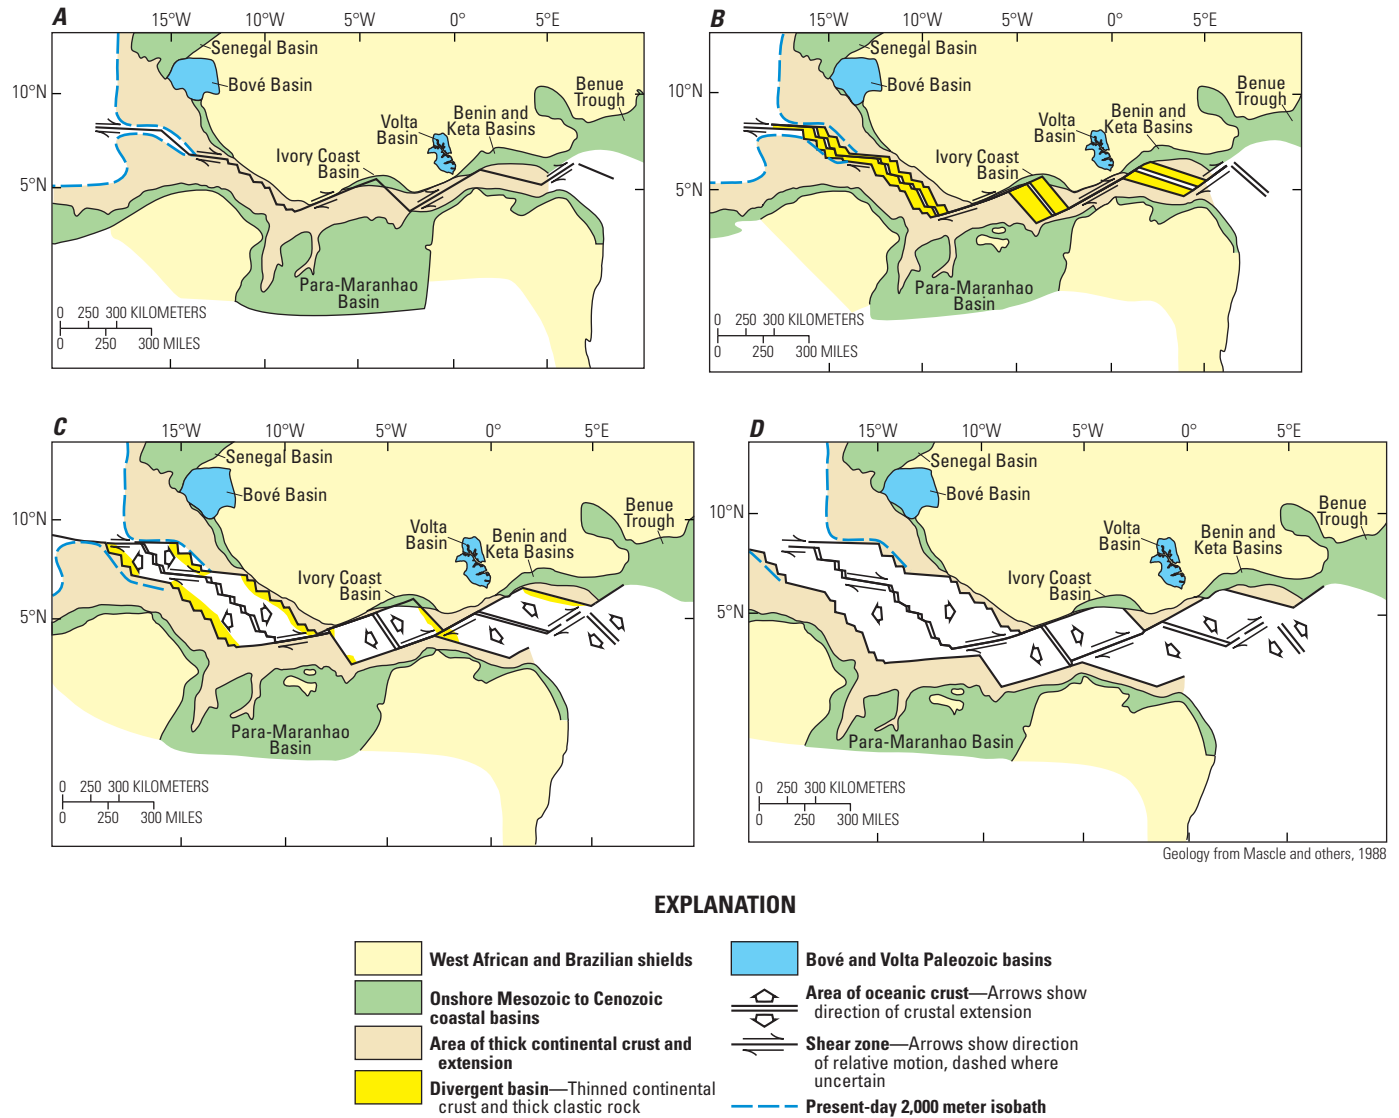 A
15°W
10°W
5°W
0°
5°E
10°N
5°N
Senegal Basin
Bové Basin
Volta
Basin
Benin and
Keta Basins
Benue
Trough
Ivory Coast
Basin
Para-Maranhao
Basin
0 250 300 KILOMETERS
0 250 300 MILES
B
15°W
10°W
5°W
0°
5°E
10°N
5°N
Senegal Basin
Bové Basin
Volta
Basin
Benin and
Keta Basins
Benue
Trough
Ivory Coast
Basin
Para-Maranhao
Basin
0 250 300 KILOMETERS
0 250 300 MILES
C
15°W
10°W
5°W
0°
5°E
10°N
5°N
Senegal Basin
Bové Basin
Volta
Basin
Benin and
Keta Basins
Benue
Trough
Ivory Coast
Basin
Para-Maranhao
Basin
0 250 300 KILOMETERS
0 250 300 MILES
D
15°W
10°W
5°W
0°
5°E
10°N
5°N
Senegal Basin
Bové Basin
Volta
Basin
Benin and
Keta Basins
Benue
Trough
Ivory Coast
Basin
Para-Maranhao Basin
0 250 300 KILOMETERS
0 250 300 MILES
Geology from Mascle and others, 1988
EXPLANATION
West African and Brazilian shields
Onshore Mesozoic to Cenozoic
coastal basins
Area of thick continental crust and
extension
Divergent basin—Thinned continental
crust and thick clastic rock
Bové and Volta Paleozoic basins
Area of oceanic crust—Arrows show
direction of crustal extension
Shear zone—Arrows show direction
of relative motion, dashed where
uncertain
Present-day 2,000 meter isobath